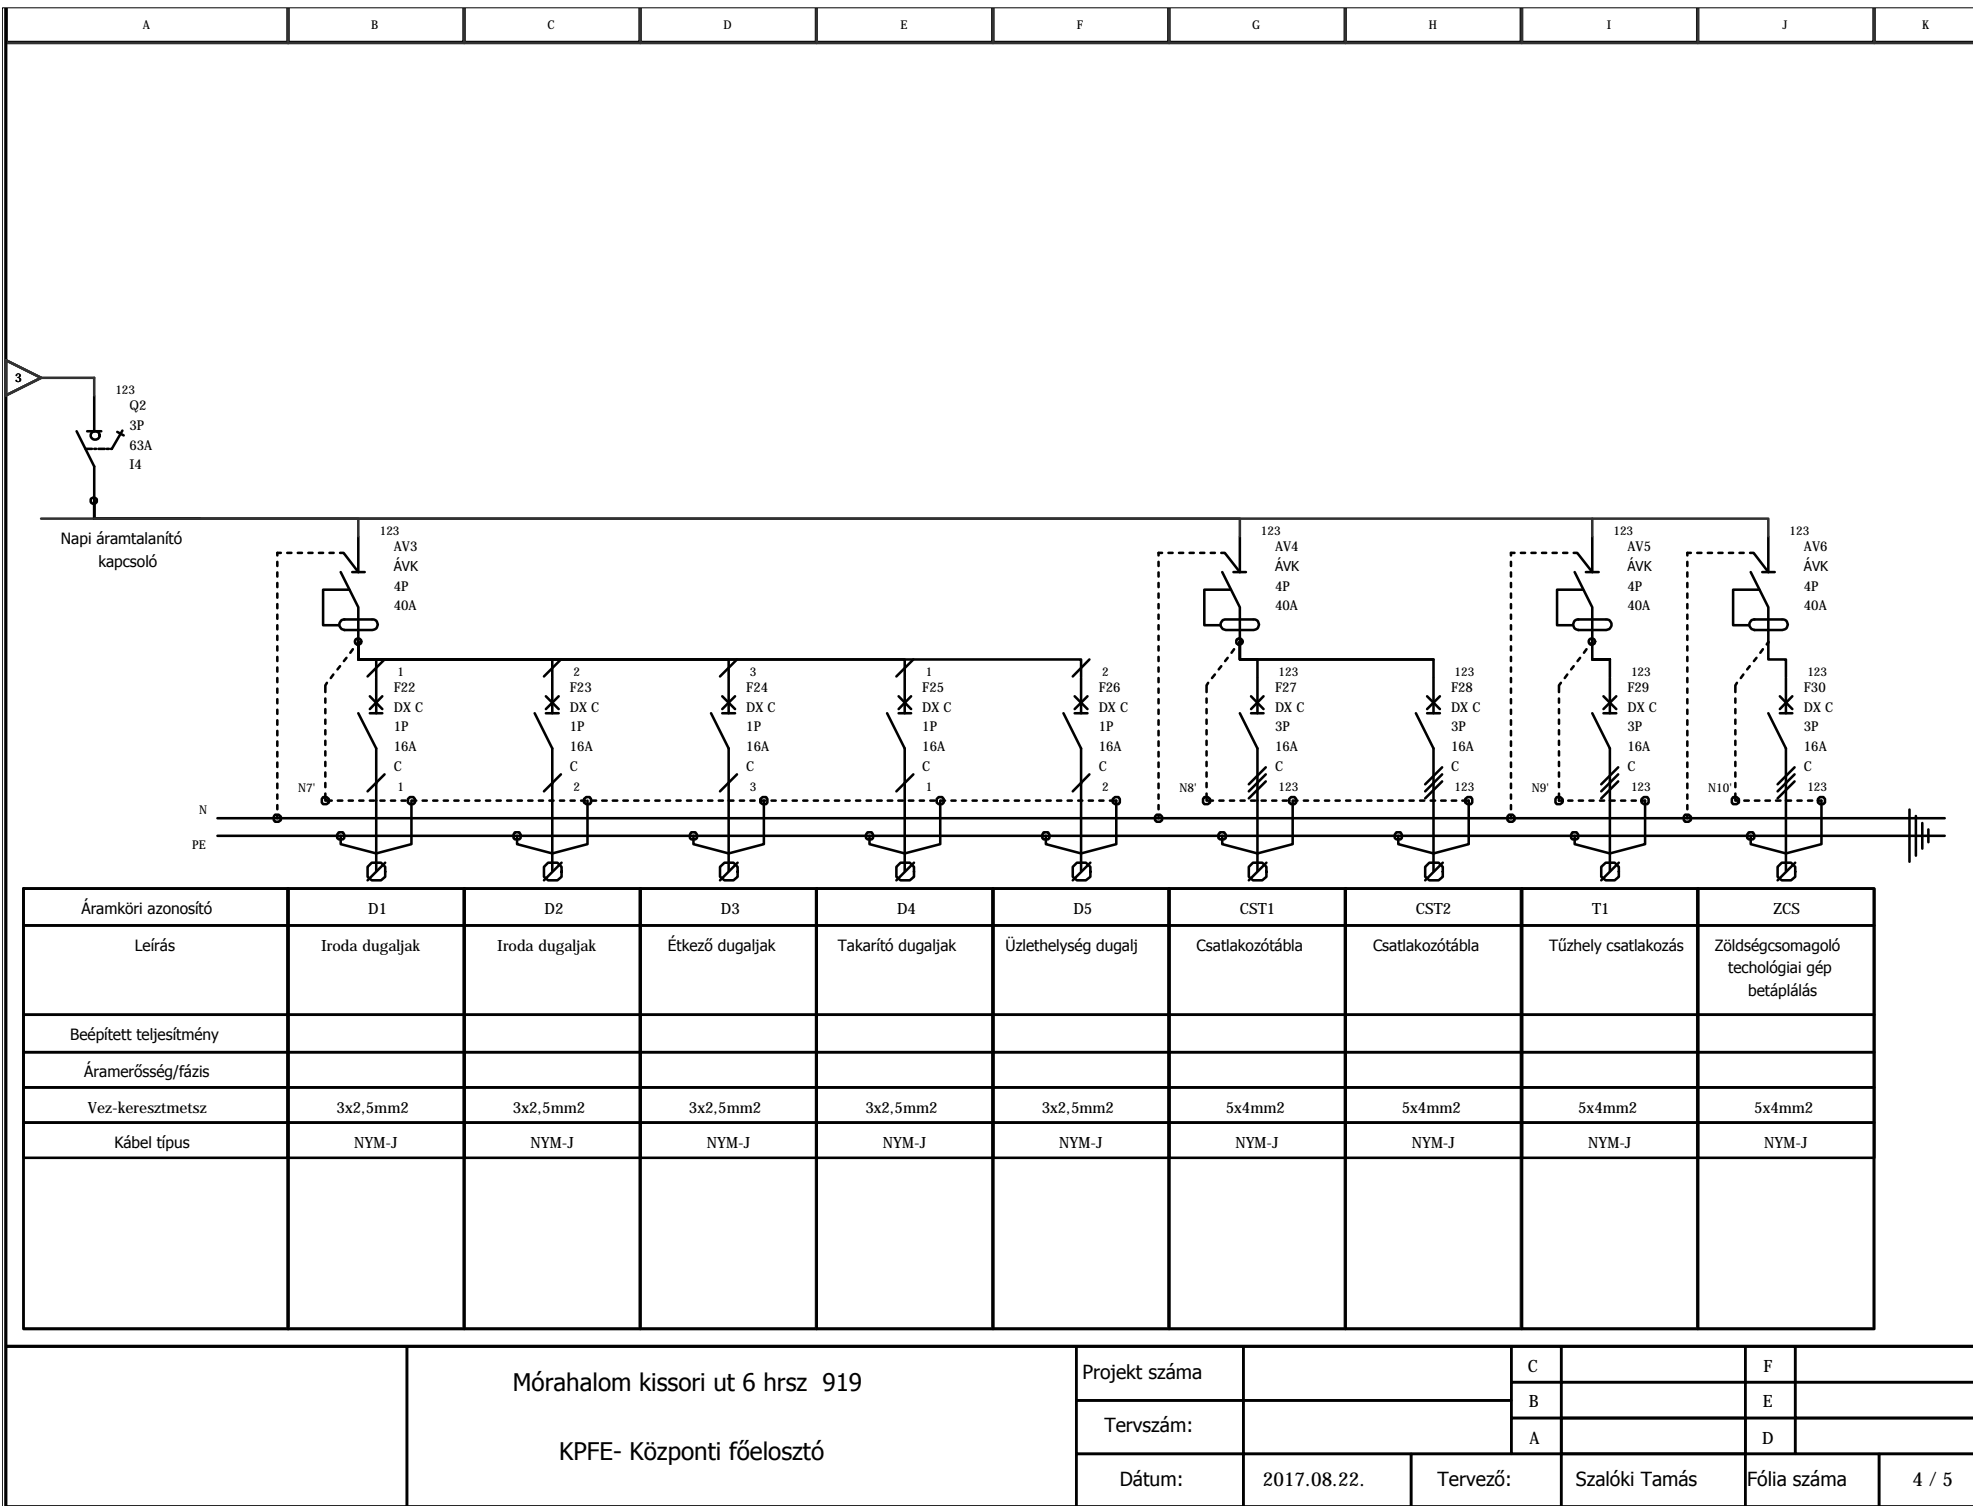 A B C D E F G H I J K
3
123
Q2
3P
63A
I4
Napi áramtalanító
kapcsoló
123 123 123 123
AV3 AV4 AV5 AV6
ÁVK ÁVK ÁVK ÁVK
4P 4P 4P 4P
40A 40A 40A 40A
1 2 3 1 2 123 123 123 123
F22 F23 F24 F25 F26 F27 F28 F29 F30
DX C DX C DX C DX C DX C DX C DX C DX C DX C
1P 1P 1P 1P 1P 3P 3P 3P 3P
16A 16A 16A 16A 16A 16A 16A 16A 16A
C C C C C C C C C
N7' 1 2 3 1 2 N8' 123 123 N9' 123 N10' 123
N
PE
Áramköri azonosító D1 D2 D3 D4 D5 CST1 CST2 T1 ZCS
Leírás Iroda dugaljak Iroda dugaljak Étkező dugaljak Takarító dugaljak Üzlethelység dugalj Csatlakozótábla Csatlakozótábla Tűzhely csatlakozás Zöldségcsomagoló
techológiai gép
betáplálás
Beépített teljesítmény
Áramerősség/fázis
Vez-keresztmetsz 3x2,5mm2 3x2,5mm2 3x2,5mm2 3x2,5mm2 3x2,5mm2 5x4mm2 5x4mm2 5x4mm2 5x4mm2
Kábel típus NYM-J NYM-J NYM-J NYM-J NYM-J NYM-J NYM-J NYM-J NYM-J
Mórahalom kissori ut 6 hrsz 919
KPFE- Központi főelosztó
Projekt száma C F
B E
Tervszám:
A D
Dátum: 2017.08.22. Tervező: Szalóki Tamás Fólia száma 4 / 5